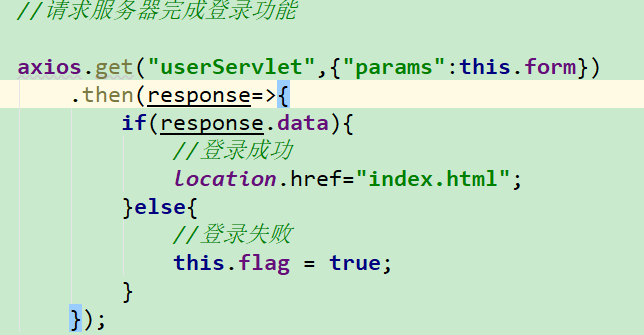 //请求服务器完成登录功能
axios.get("userServlet",{"params":this.form})
.then(response=>{
if(response.data){
//登录成功
location.href="index.html";
}else{
//登录失败
this.flag = true;
}
});